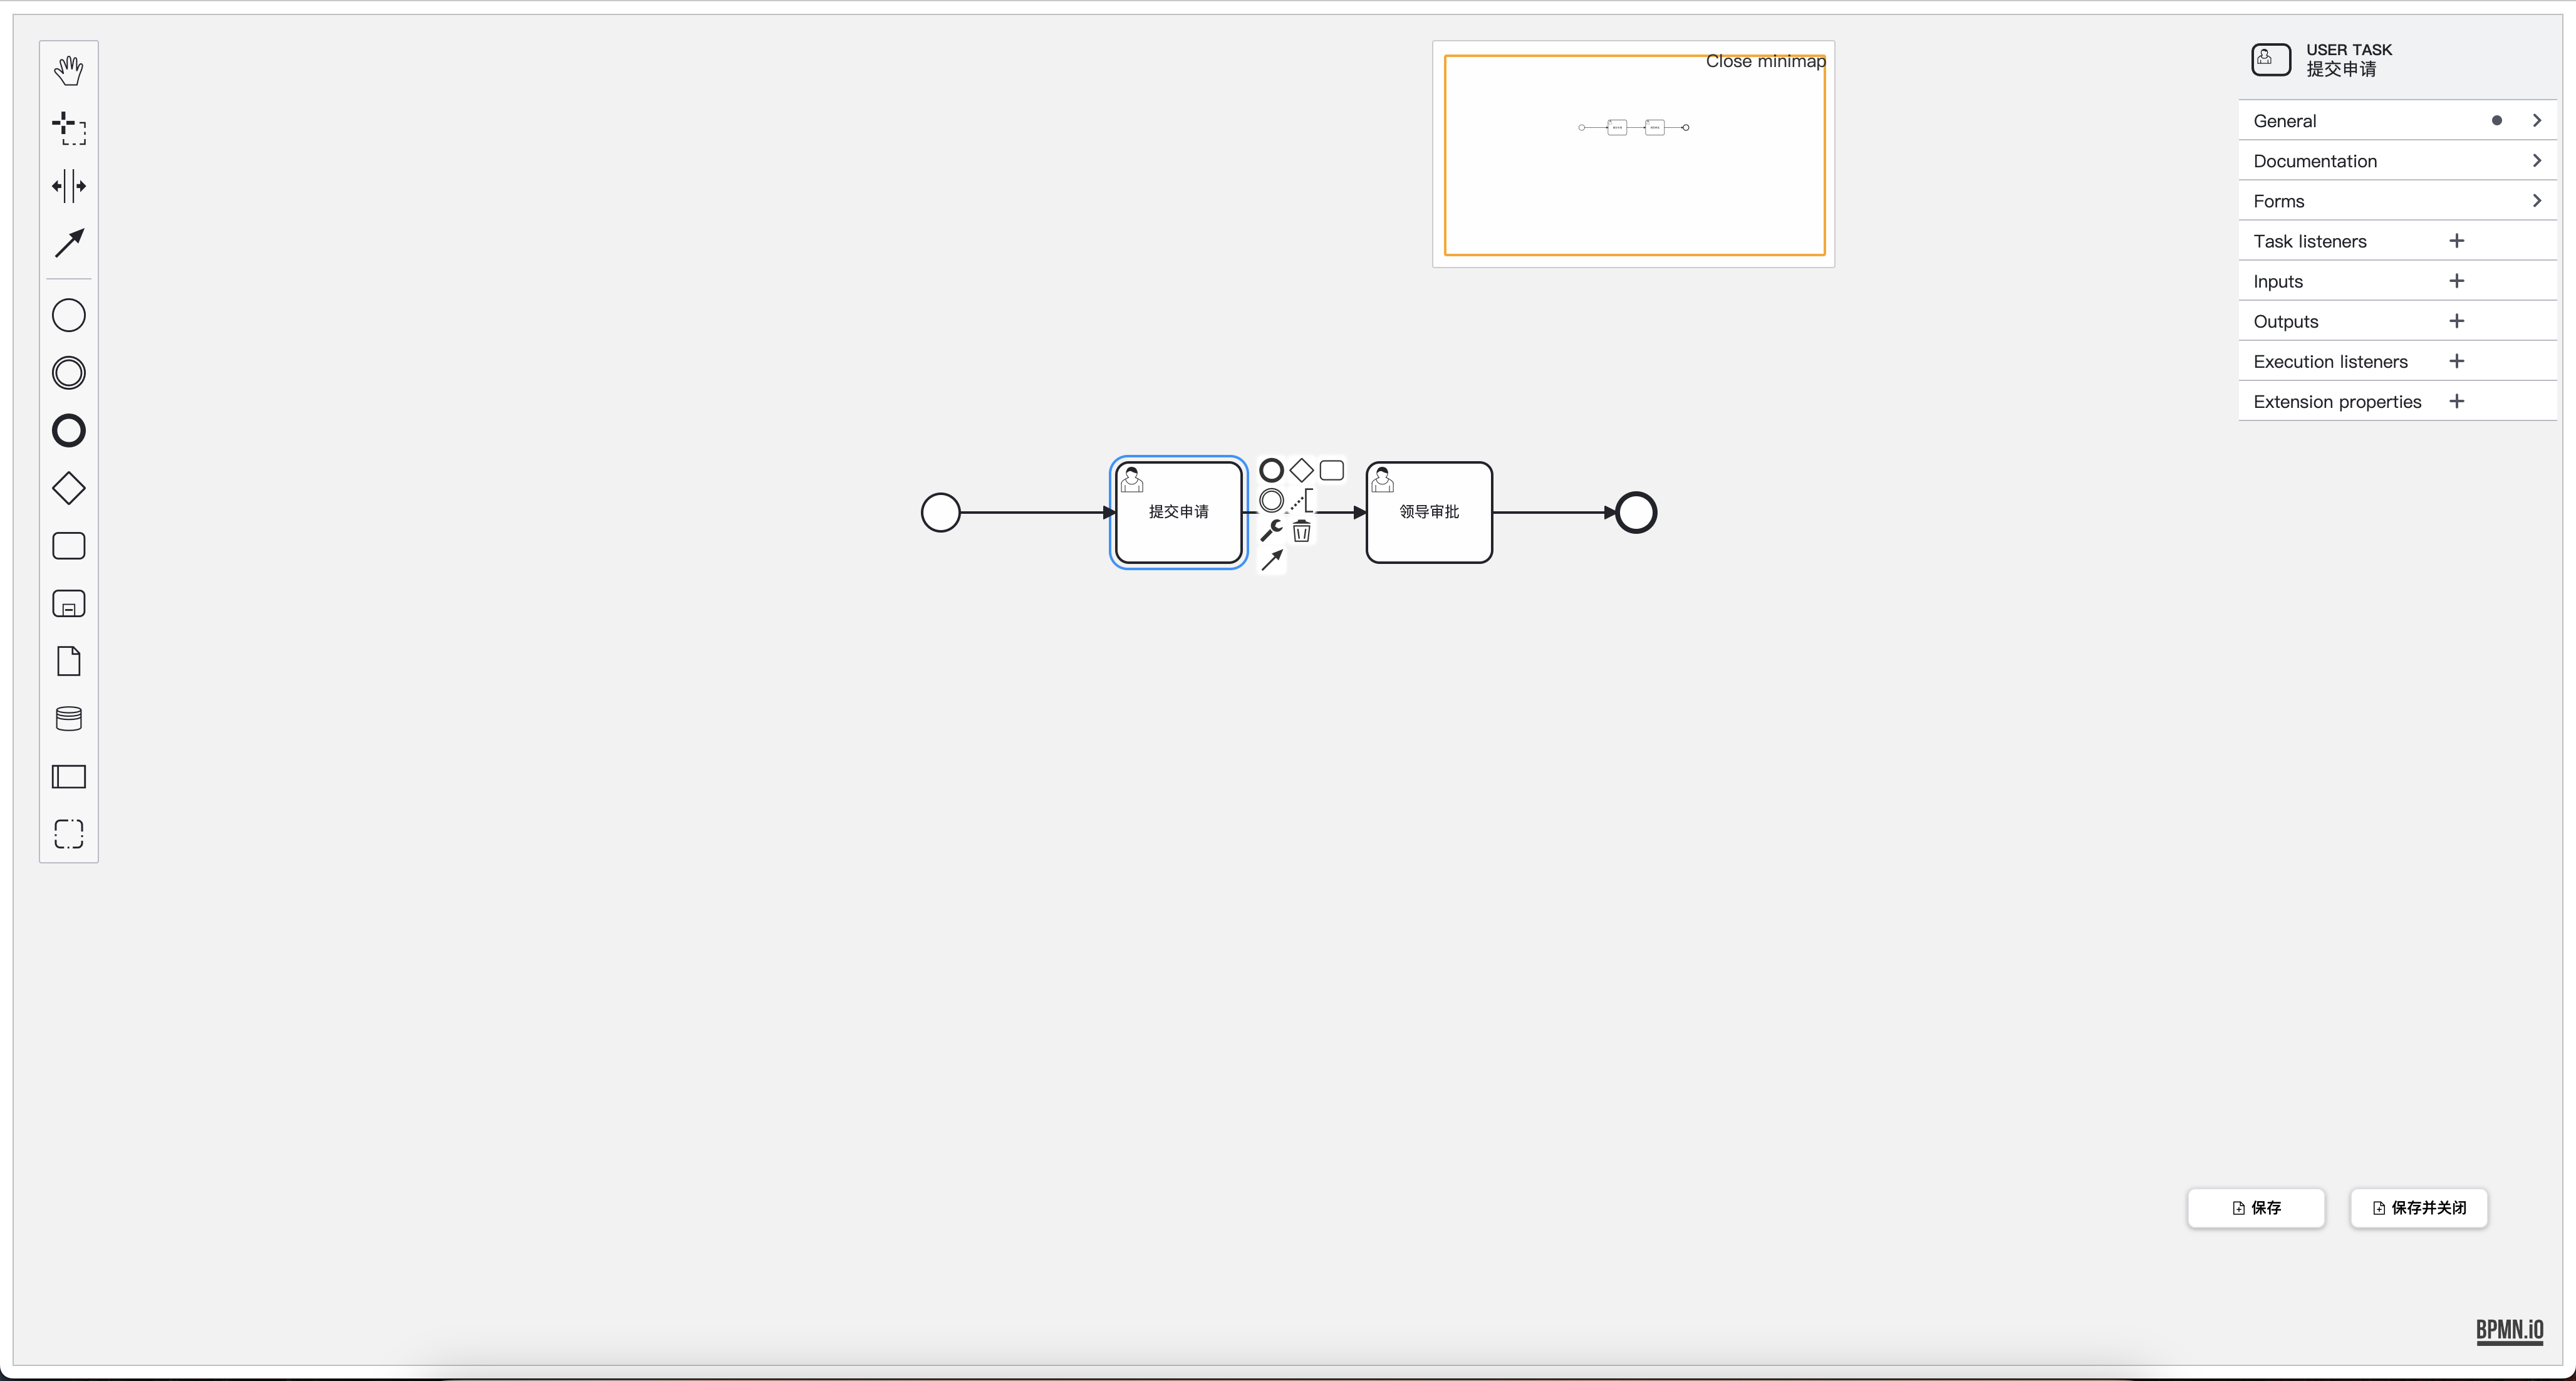 Close minimap
USER TASK
提交申请
General
Documentation
Forms
Task listeners
Inputs
Outputs
Execution listeners
Extension properties
提交申请
领导审批
保存
保存并关闭
BPMN.iO